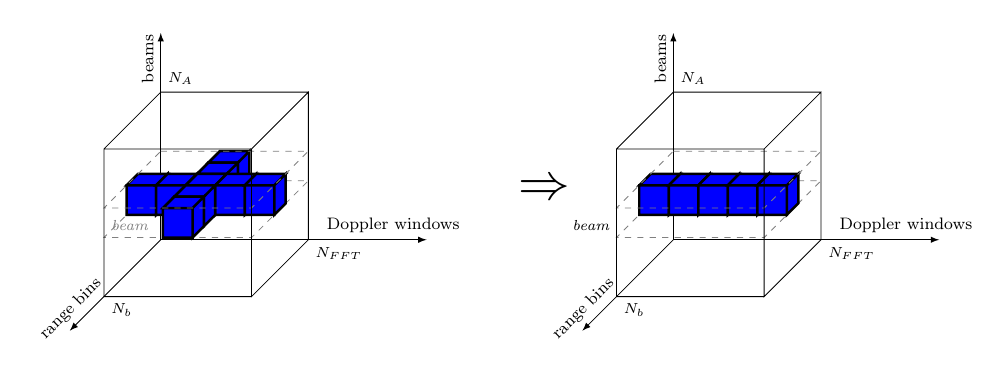 beams
N_A
beam
Doppler windows
N_{FFT}
range bins
N_b
⇒
beams
N_A
beam
Doppler windows
N_{FFT}
range bins
N_b